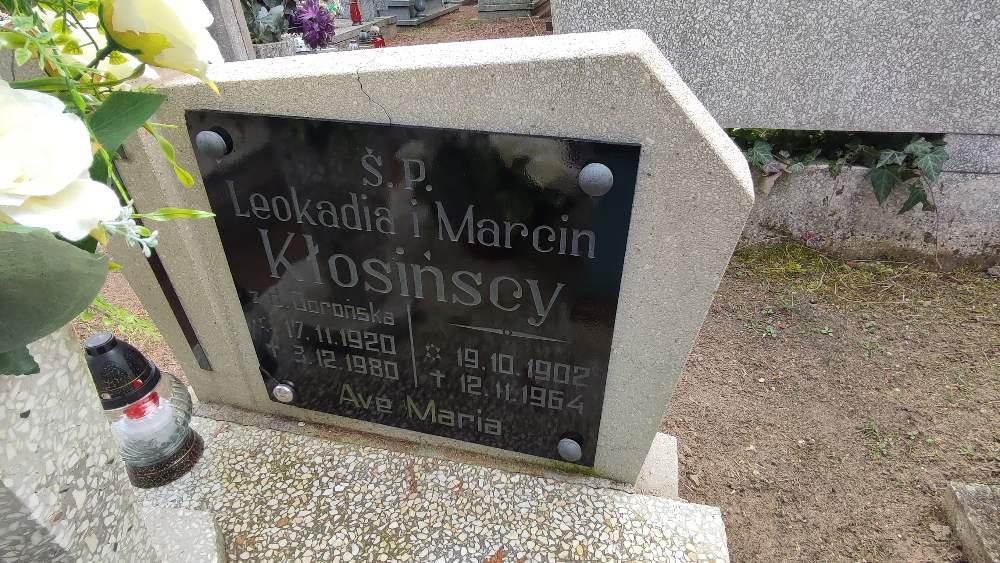 Ś. P.
Leokadia i Marcin
Kłosińscy
z d.
17.11.1920
✝ 3.12.1980
19.10.1902
✝ 12.11.1964
Ave Maria